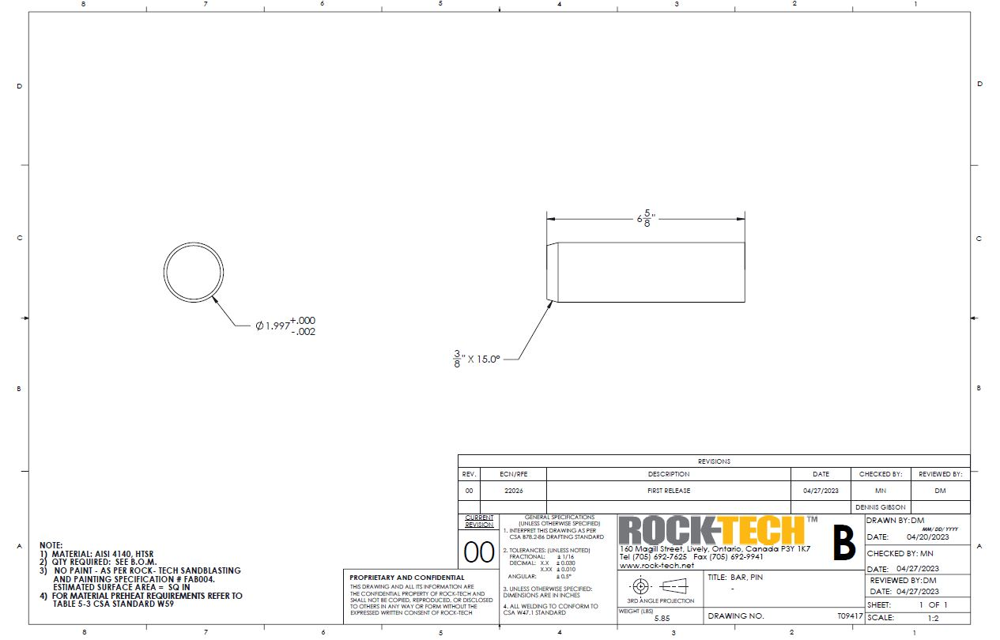 8 7 6 5 4 3 2 1
D D
C C
B B
A A
6 5/8"
Ø1.997 +.000
-.002
3/8" X 15.0°
REVISIONS
REV. ECN/RFE DESCRIPTION DATE CHECKED BY: REVIEWED BY:
00 22026 FIRST RELEASE 04/27/2023 MN DM
DENNIS GIBSON
CURRENT
REVISION
00
GENERAL SPECIFICATIONS
(UNLESS OTHERWISE SPECIFIED)
1. INTERPRET THIS DRAWING AS PER
CSA B78.2-86 DRAFTING STANDARD
2. TOLERANCES: (UNLESS NOTED)
FRACTIONAL: ± 1/16
DECIMAL: X.X ± 0.030
X.XX ± 0.010
ANGULAR: ± 0.5°
3. UNLESS OTHERWISE SPECIFIED:
DIMENSIONS ARE IN INCHES
4. ALL WELDING TO CONFORM TO
CSA W47.1 STANDARD
ROCK-TECH™
160 Magill Street, Lively, Ontario, Canada P3Y 1K7
Tel (705) 692-7625 Fax (705) 692-9941
www.rock-tech.net
B
DRAWN BY: DM
MM/ DD/ YYYY
DATE: 04/20/2023
CHECKED BY: MN
DATE: 04/27/2023
REVIEWED BY: DM
DATE: 04/27/2023
SHEET: 1 OF 1
SCALE: 1:2
3RD ANGLE PROJECTION
TITLE: BAR, PIN
-
WEIGHT (LBS)
5.85
DRAWING NO. T09417
NOTE:
1) MATERIAL: AISI 4140, HTSR
2) QTY REQUIRED: SEE B.O.M.
3) NO PAINT - AS PER ROCK- TECH SANDBLASTING
AND PAINTING SPECIFICATION # FAB004.
ESTIMATED SURFACE AREA = SQ IN
4) FOR MATERIAL PREHEAT REQUIREMENTS REFER TO
TABLE 5-3 CSA STANDARD W59
PROPRIETARY AND CONFIDENTIAL
THIS DRAWING AND ALL ITS INFORMATION ARE
THE CONFIDENTIAL PROPERTY OF ROCK-TECH AND
SHALL NOT BE COPIED, REPRODUCED, OR DISCLOSED
TO OTHERS IN ANY WAY OR FORM WITHOUT THE
EXPRESSED WRITTEN CONSENT OF ROCK-TECH
8 7 6 5 4 3 2 1